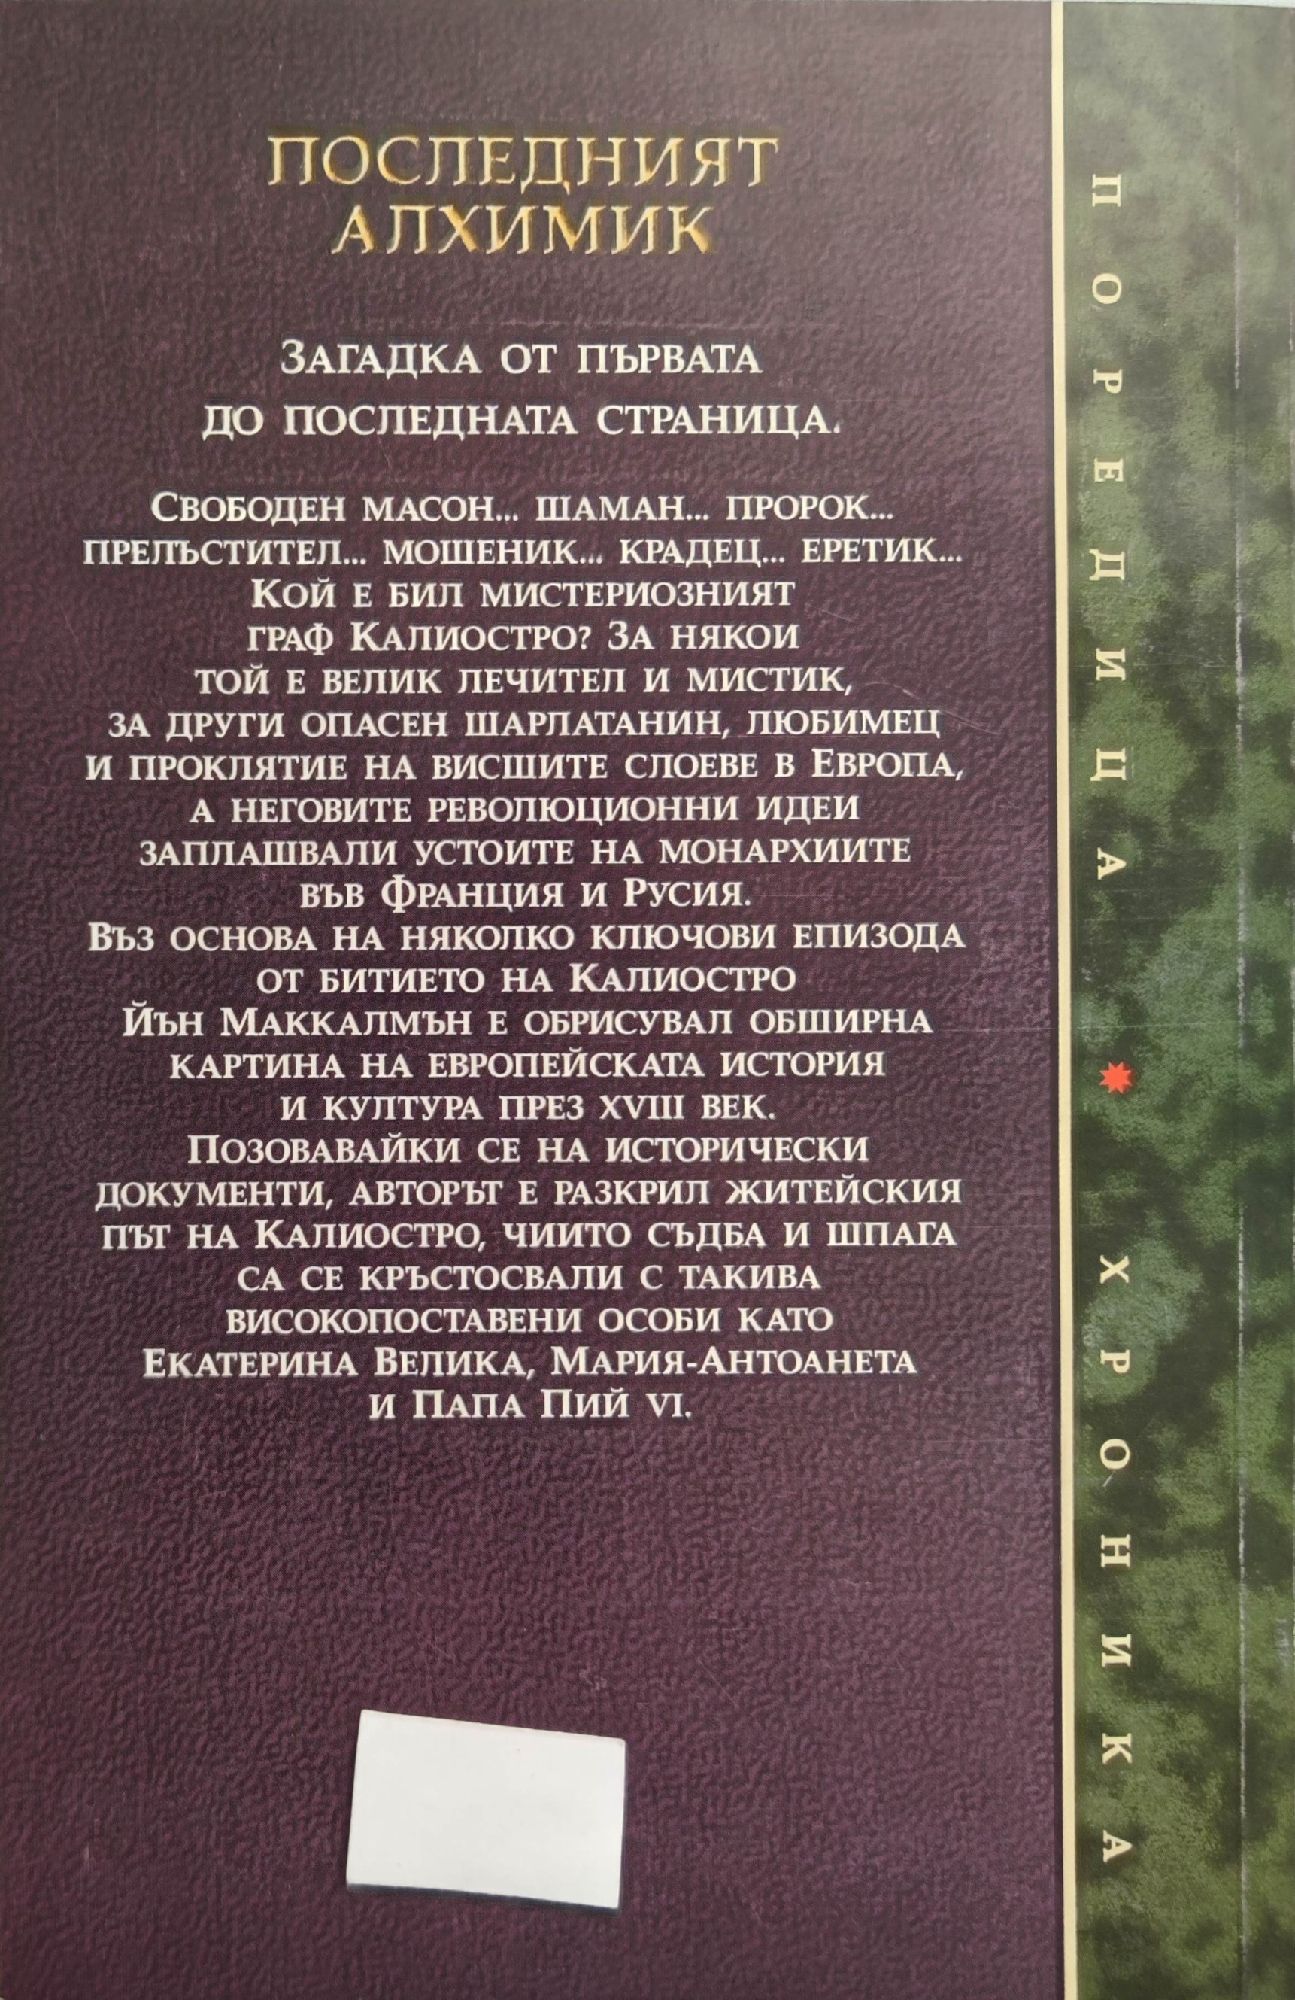 ПОСЛЕДНИЯТ
АЛХИМИК
Загадка от първата
до последната страница.
Свободен масон... шаман... пророк...
прелъстител... мошеник... крадец... еретик...
Кой е бил мистериозният
граф Калиостро? За някои
той е велик лечител и мистик,
за други опасен шарлатанин, любимец
и проклятие на висшите слоеве в Европа,
а неговите революционни идеи
заплашвали устоите на монархиите
във Франция и Русия.
Въз основа на няколко ключови епизода
от битието на Калиостро
Йън Маккалмън е обрисувал обширна
картина на европейската история
и култура през XVIII век.
Позовавайки се на исторически
документи, авторът е разкрил житейския
път на Калиостро, чиито съдба и шпага
са се кръстосвали с такива
високопоставени особи като
Екатерина Велика, Мария-Антоанета
и Папа Пий VI.
ПОРЕДИЦА ХРОНИКА